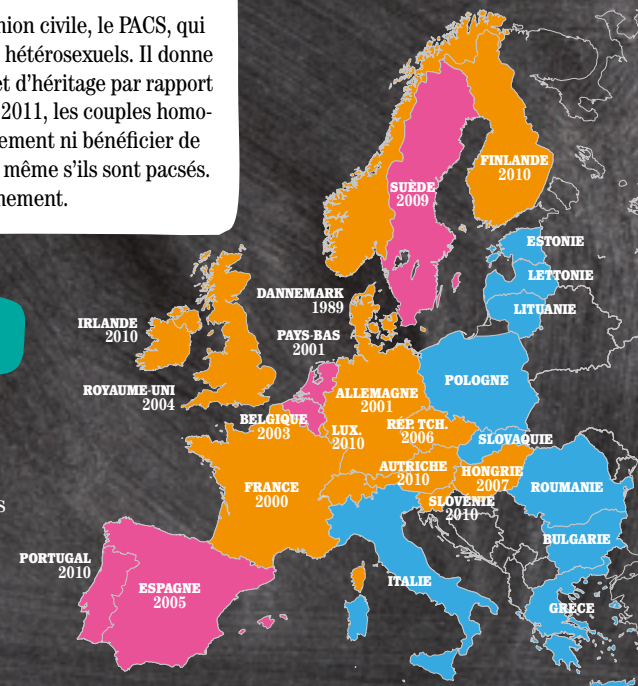 nion civile, le PACS, qui
hétérosexuels. Il donne
et d'héritage par rapport
2011, les couples homo-
ement ni bénéficier de
même s'ils sont pacsés.
nement.
SUÈDE
2009
FINLANDE
2010
ESTONIE
LETTONIE
LITUANIE
DANNEMARK
1989
IRLANDE
2010
PAYS-BAS
2001
ROYAUME-UNI
2004
POLOGNE
ALLEMAGNE
2001
BELGIQUE
2003
LUX.
2010
RÉP. TCH.
2006
SLOVAQUIE
AUTRICHE
2010
HONGRIE
2007
FRANCE
2000
SLOVÉNIE
2010
ROUMANIE
s
BULGARIE
PORTUGAL
2010
ESPAGNE
2005
ITALIE
GRÈCE